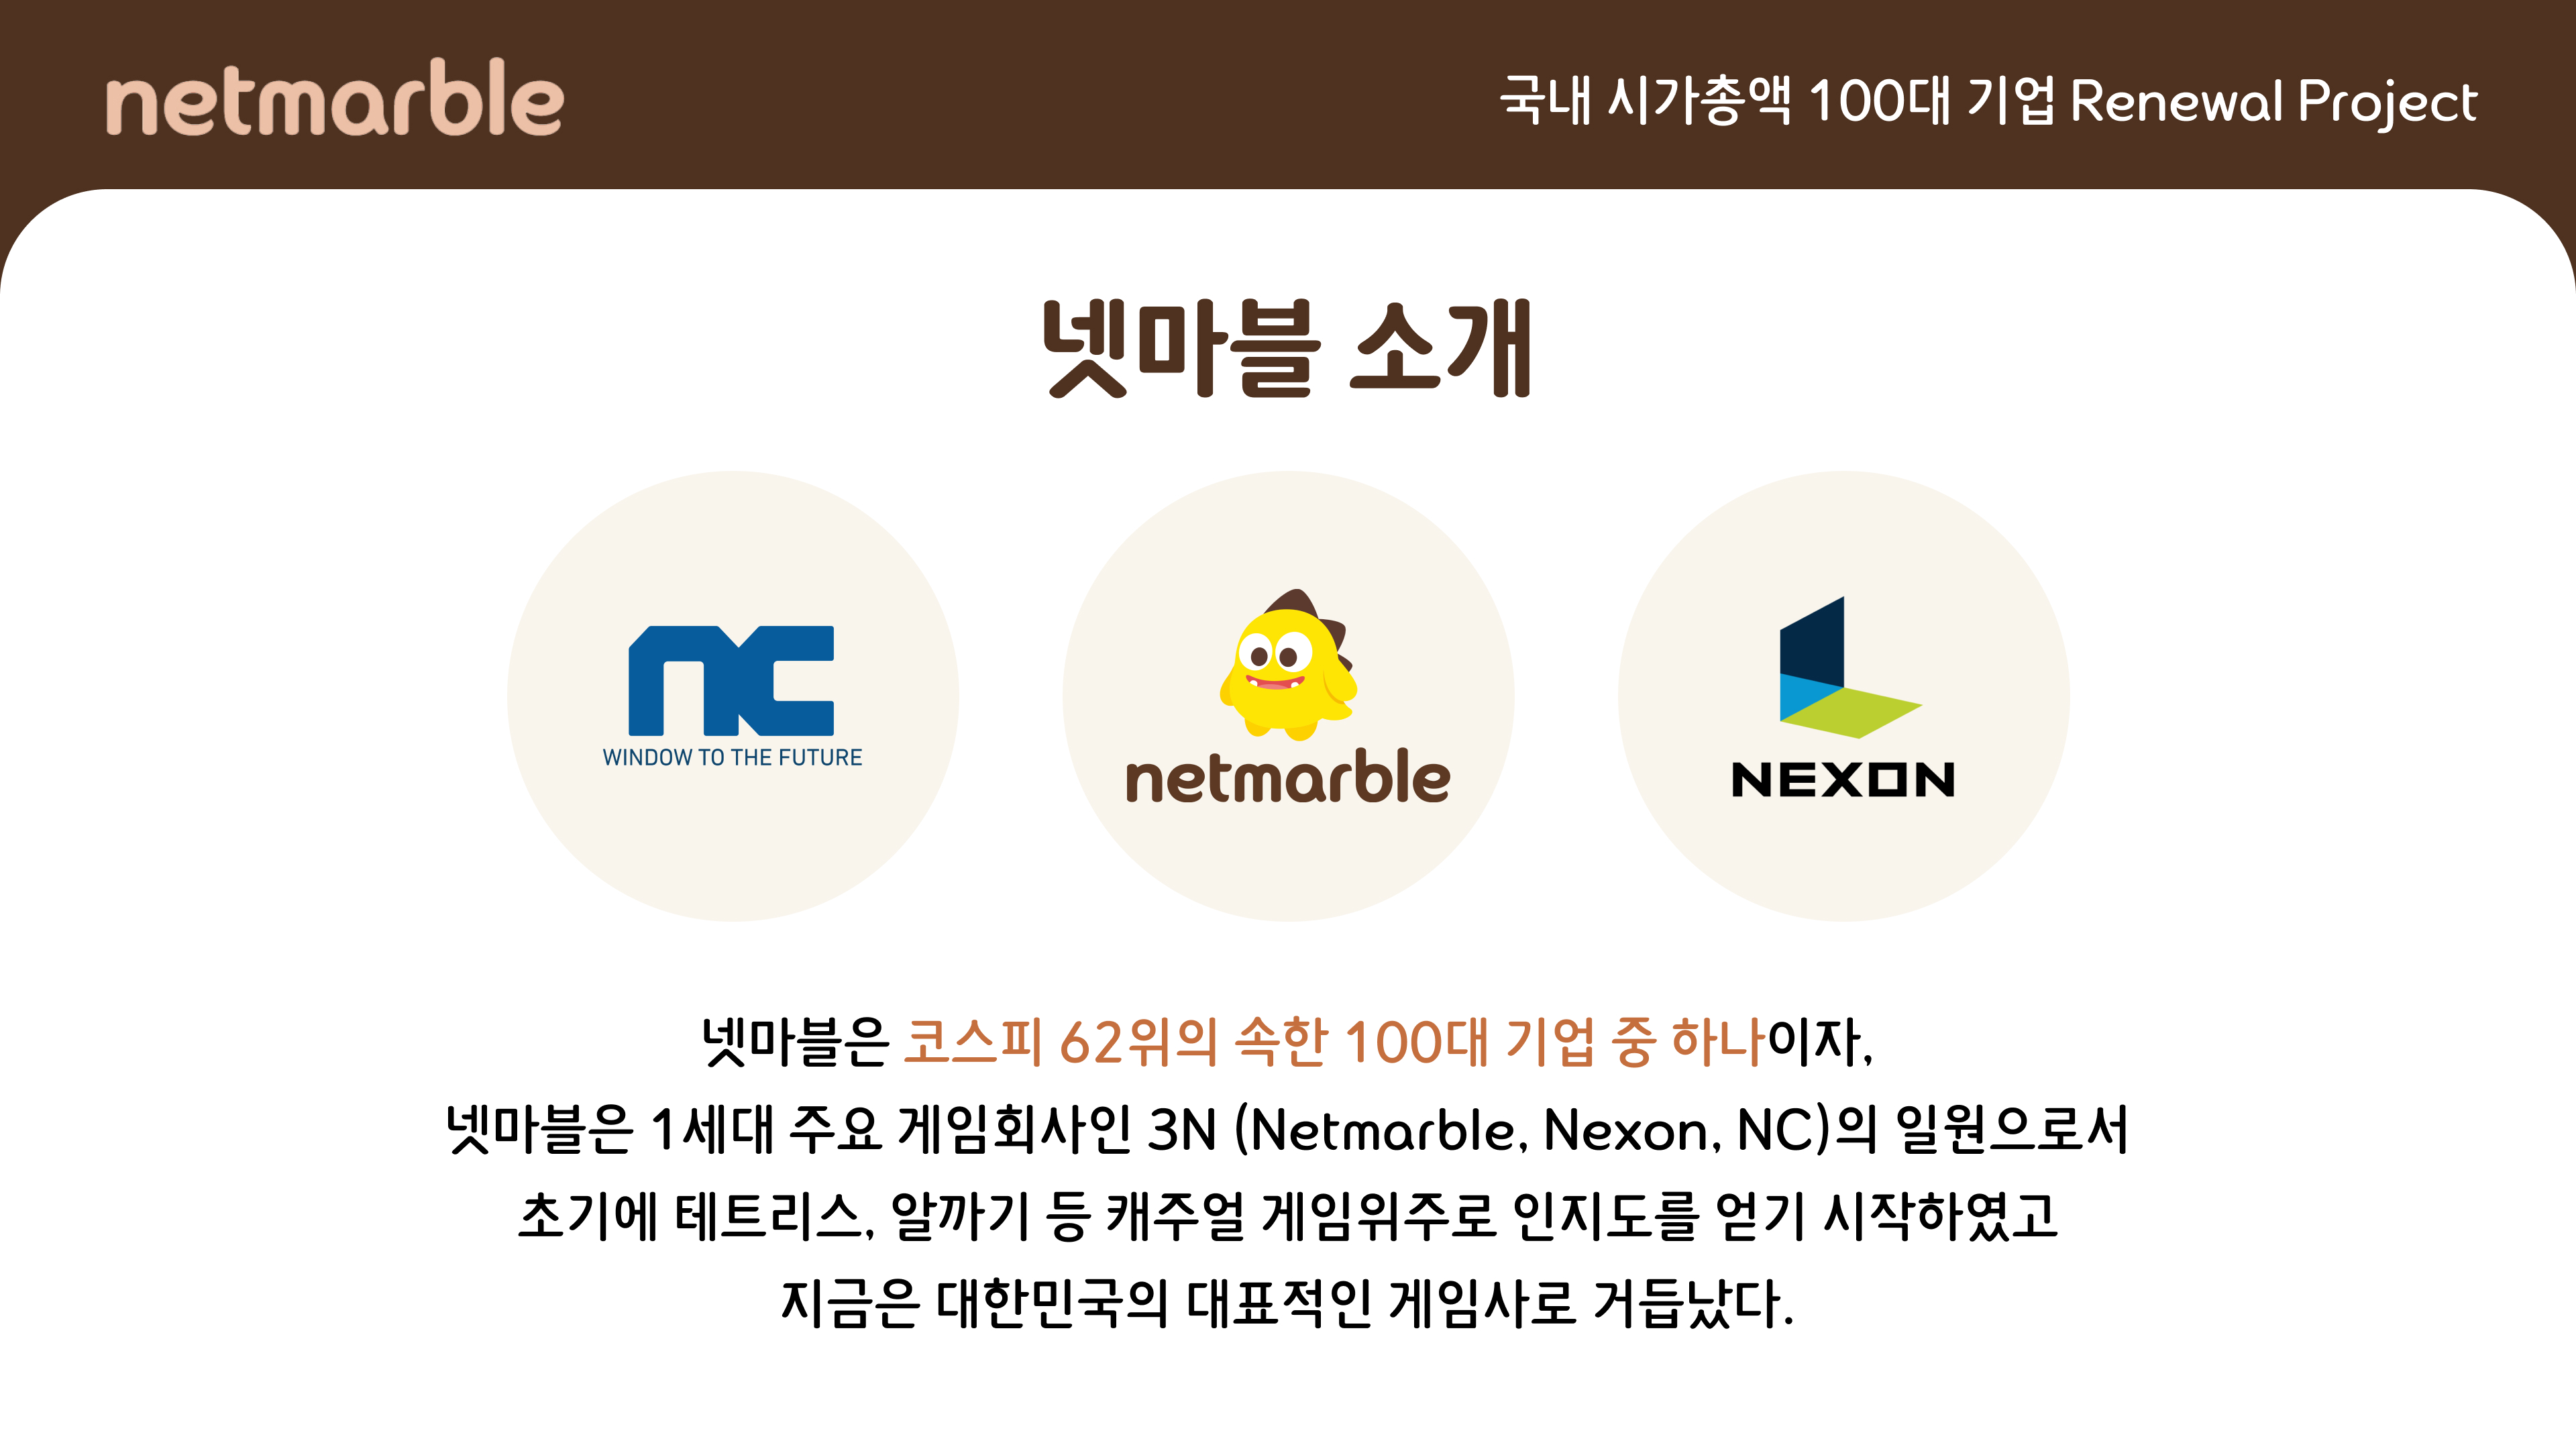 netmarble
국내 시가총액 100대 기업 Renewal Project
넷마블 소개
nc
WINDOW TO THE FUTURE
netmarble
NEXON
넷마블은 코스피 62위의 속한 100대 기업 중 하나이자,
넷마블은 1세대 주요 게임회사인 3N (Netmarble, Nexon, NC)의 일원으로서
초기에 테트리스, 알까기 등 캐주얼 게임위주로 인지도를 얻기 시작하였고
지금은 대한민국의 대표적인 게임사로 거듭났다.